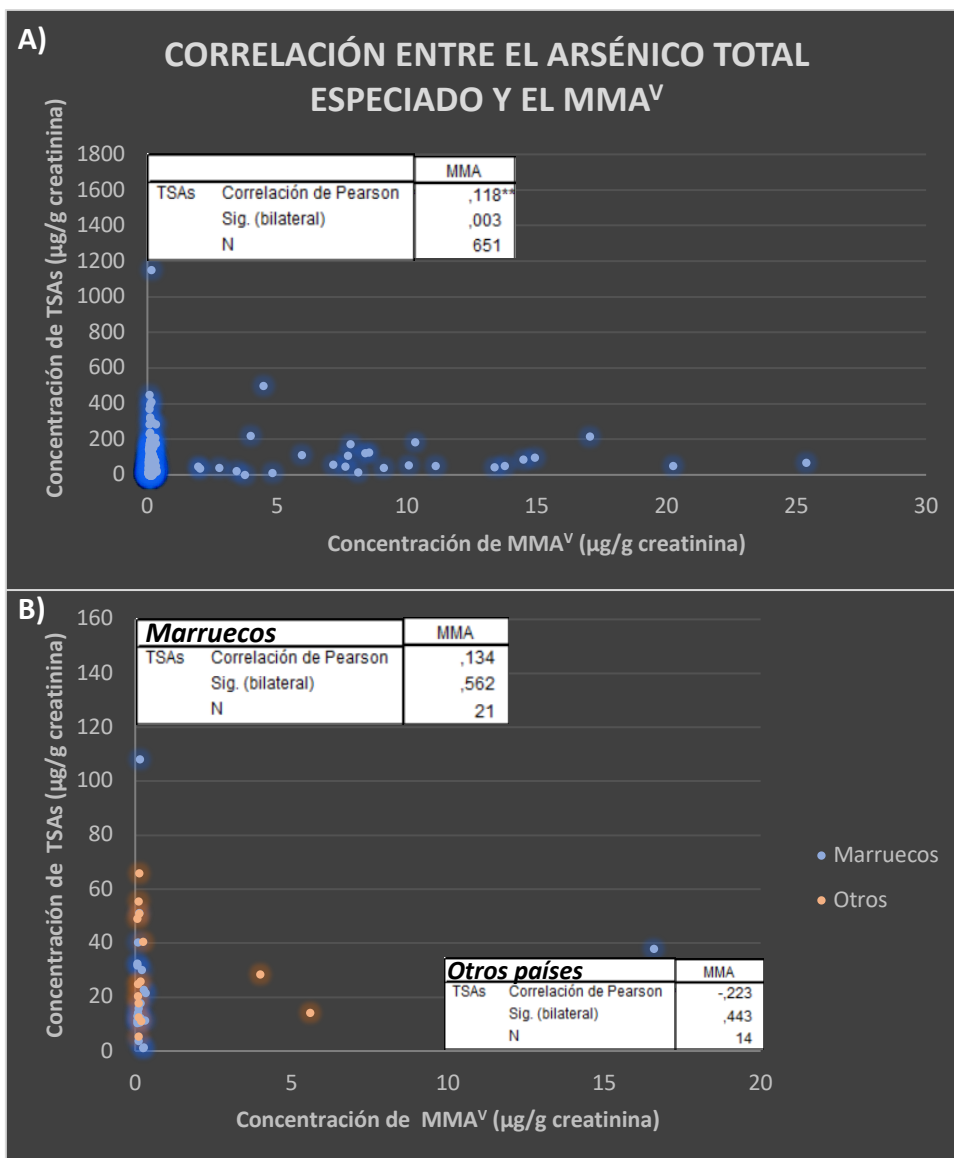 A)
CORRELACIÓN ENTRE EL ARSÉNICO TOTAL
ESPECIADO Y EL MMAⱽ
Concentración de TSAs (µg/g creatinina)
1800
1600
1400
1200
1000
800
600
400
200
0
MMA
TSAs Correlación de Pearson ,118**
Sig. (bilateral) ,003
N 651
0 5 10 15 20 25 30
Concentración de MMAⱽ (µg/g creatinina)
B)
Concentración de TSAs (µg/g creatinina)
160
140
120
100
80
60
40
20
0
Marruecos MMA
TSAs Correlación de Pearson ,134
Sig. (bilateral) ,562
N 21
Marruecos
Otros
Otros países MMA
TSAs Correlación de Pearson -,223
Sig. (bilateral) ,443
N 14
0 5 10 15 20
Concentración de MMAⱽ (µg/g creatinina)